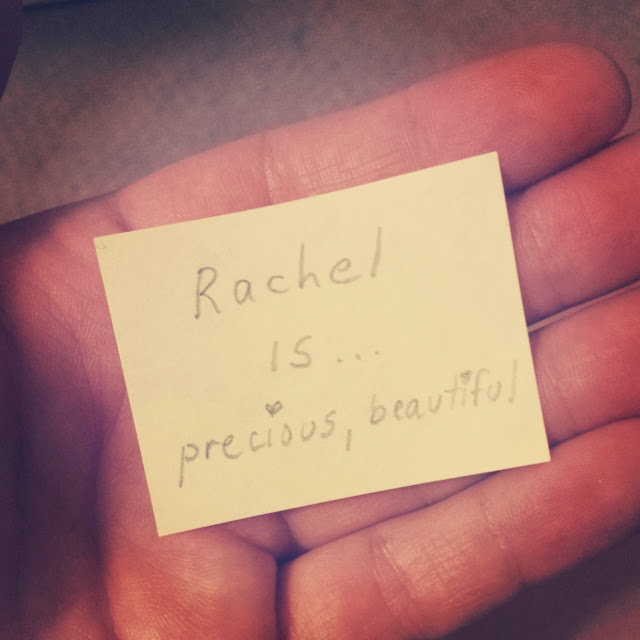 Rachel
is...
precious, beautiful